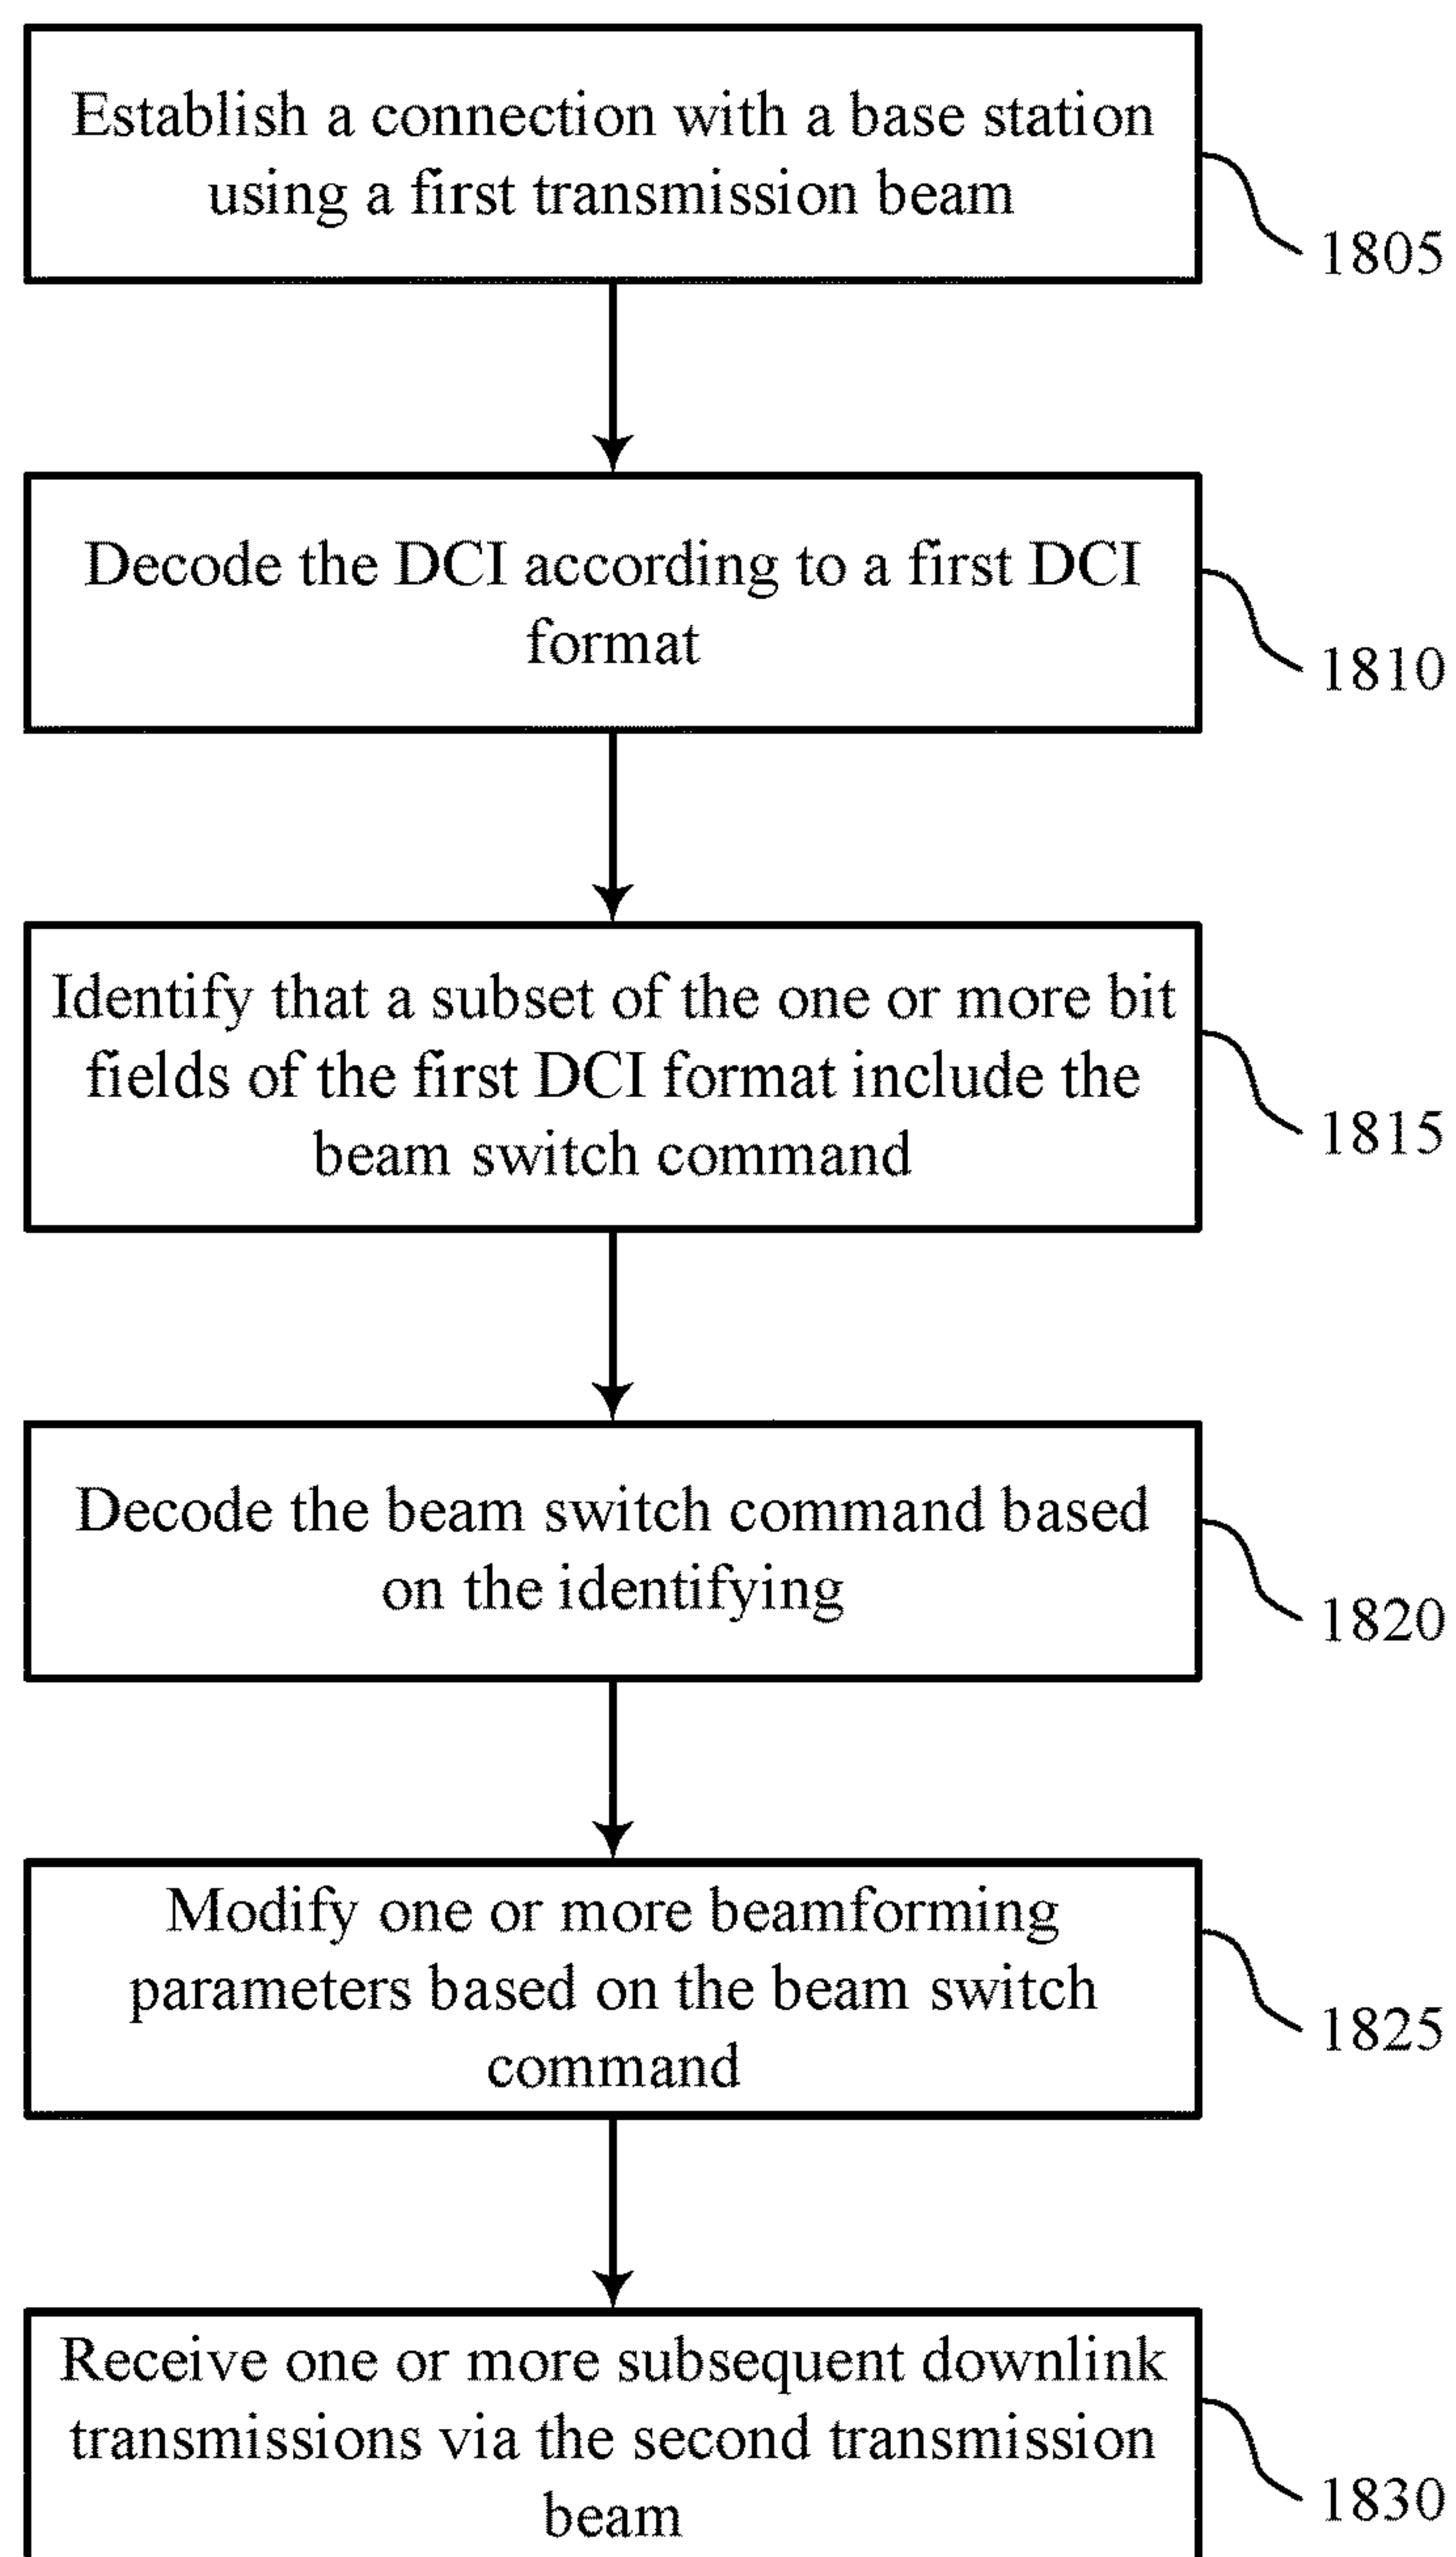 Establish a connection with a base station
using a first transmission beam
1805
Decode the DCI according to a first DCI
format
1810
Identify that a subset of the one or more bit
fields of the first DCI format include the
beam switch command
1815
Decode the beam switch command based
on the identifying
1820
Modify one or more beamforming
parameters based on the beam switch
command
1825
Receive one or more subsequent downlink
transmissions via the second transmission
beam
1830